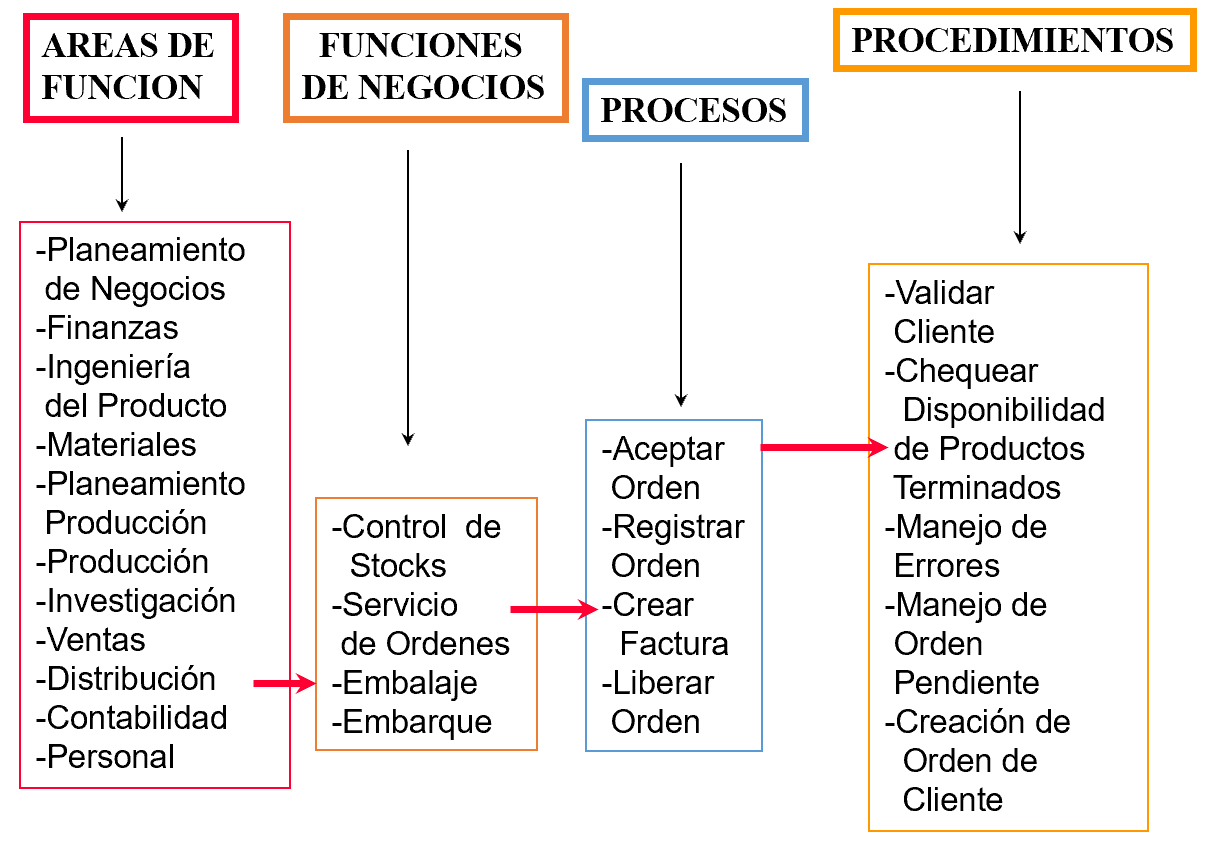 AREAS DE
FUNCION
FUNCIONES
DE NEGOCIOS
PROCESOS
PROCEDIMIENTOS
-Planeamiento
de Negocios
-Finanzas
-Ingeniería
del Producto
-Materiales
-Planeamiento
Producción
-Producción
-Investigación
-Ventas
-Distribución
-Contabilidad
-Personal
-Control de
Stocks
-Servicio
de Ordenes
-Embalaje
-Embarque
-Aceptar
Orden
-Registrar
Orden
-Crear
Factura
-Liberar
Orden
-Validar
Cliente
-Chequear
Disponibilidad
de Productos
Terminados
-Manejo de
Errores
-Manejo de
Orden
Pendiente
-Creación de
Orden de
Cliente